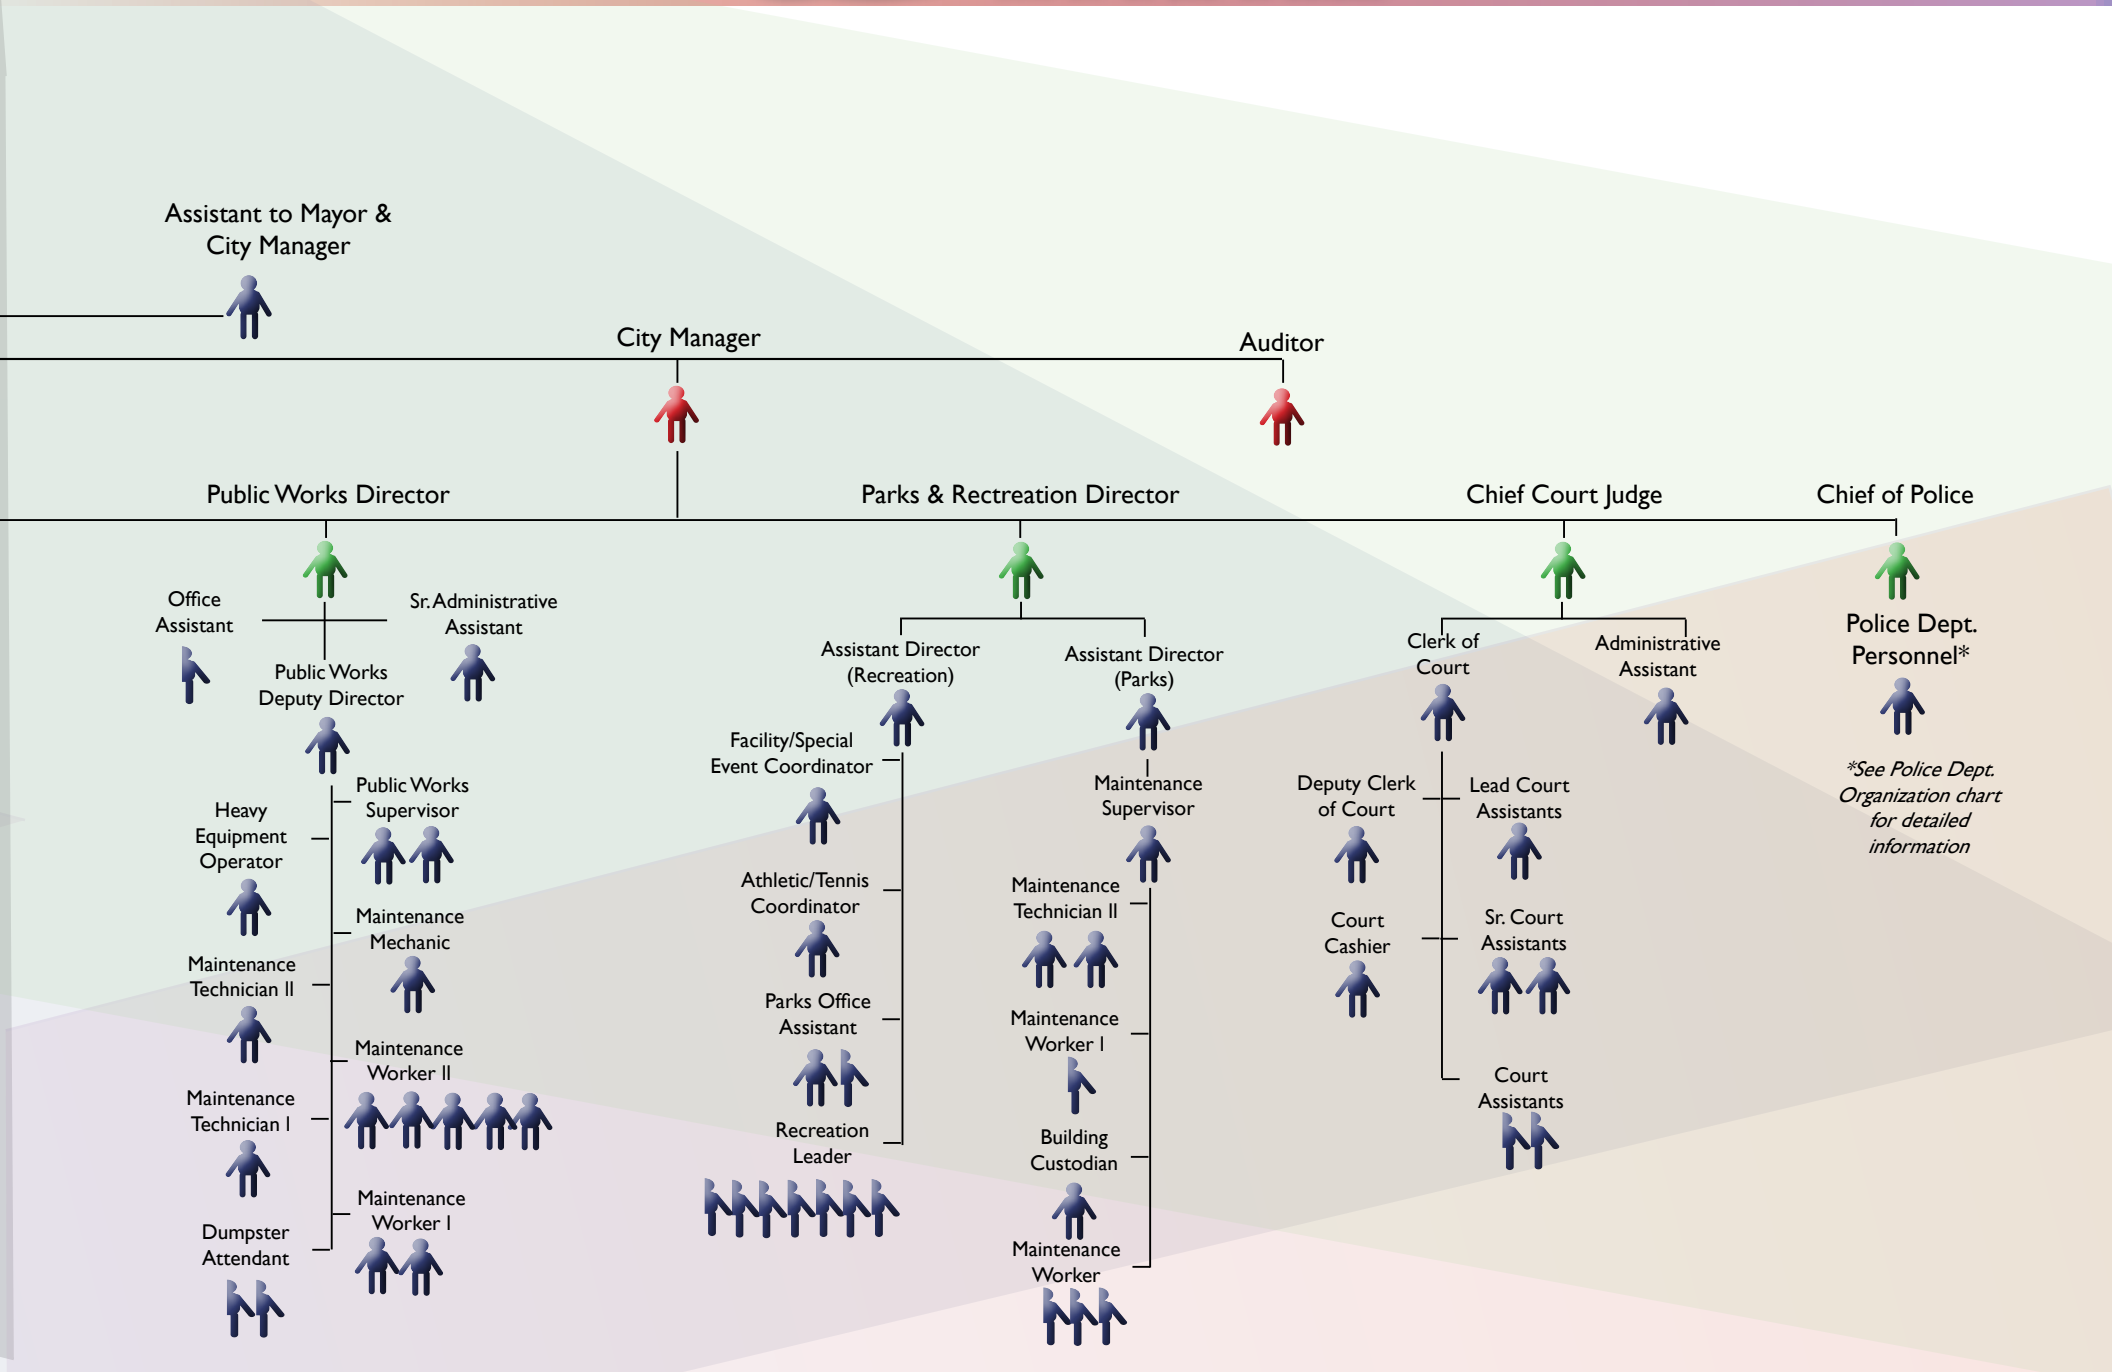 Assistant to Mayor &
City Manager
City Manager
Auditor
Public Works Director
Parks & Rectreation Director
Chief Court Judge
Chief of Police
Office
Assistant
Sr. Administrative
Assistant
Public Works
Deputy Director
Heavy
Equipment
Operator
Public Works
Supervisor
Maintenance
Mechanic
Maintenance
Technician II
Maintenance
Worker II
Maintenance
Technician I
Maintenance
Worker I
Dumpster
Attendant
Assistant Director
(Recreation)
Facility/Special
Event Coordinator
Athletic/Tennis
Coordinator
Parks Office
Assistant
Recreation
Leader
Assistant Director
(Parks)
Maintenance
Supervisor
Maintenance
Technician II
Maintenance
Worker I
Building
Custodian
Maintenance
Worker
Clerk of
Court
Administrative
Assistant
Deputy Clerk
of Court
Lead Court
Assistants
Court
Cashier
Sr. Court
Assistants
Court
Assistants
Police Dept.
Personnel*
*See Police Dept.
Organization chart
for detailed
information